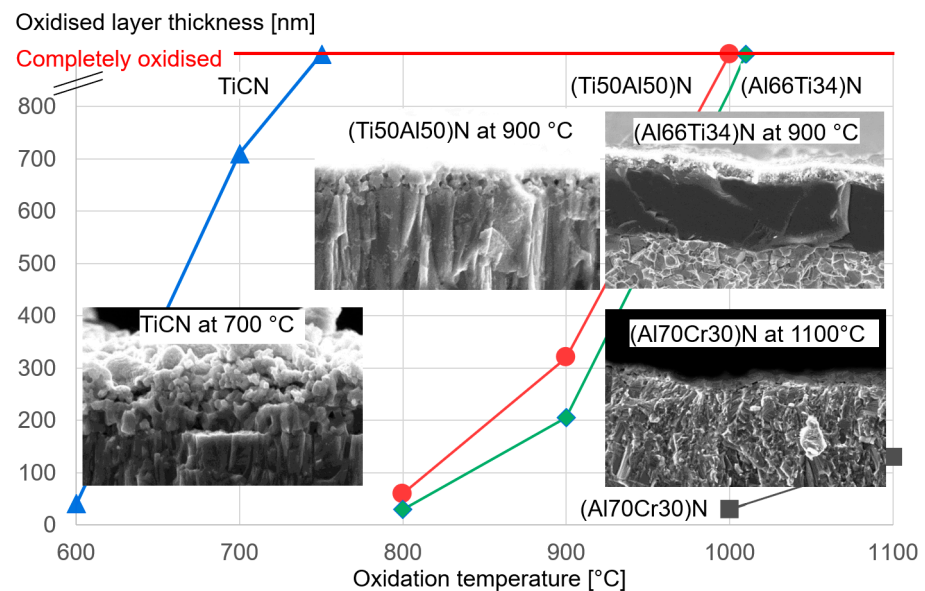 Oxidised layer thickness [nm]
Completely oxidised
TiCN
(Ti50Al50)N
(Al66Ti34)N
800
(Ti50Al50)N at 900 °C
(Al66Ti34)N at 900 °C
700
600
500
400
TiCN at 700 °C
(Al70Cr30)N at 1100°C
300
200
100
(Al70Cr30)N
0
600
700
800
900
1000
1100
Oxidation temperature [°C]